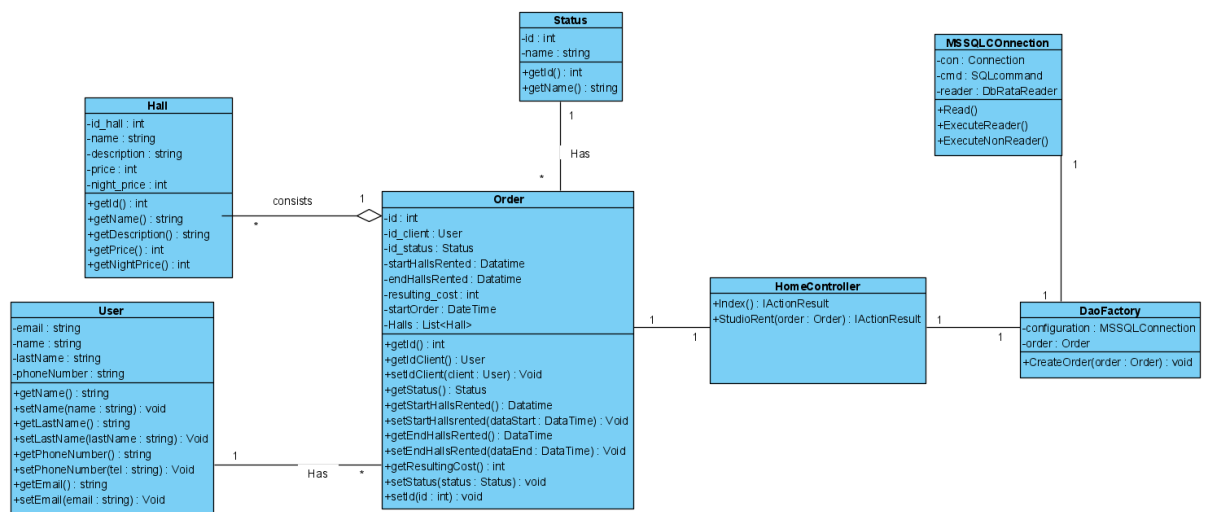 Status
-id : int
-name : string
+getId() : int
+getName() : string
1
Has
*
MSSQLCOnnection
-con : Connection
-cmd : SQLcommand
-reader : DbRataReader
+Read()
+ExecuteReader()
+ExecuteNonReader()
1
1
Hall
-id_hall : int
-name : string
-description : string
-price : int
-night_price : int
+getId() : int
+getName() : string
+getDescription() : string
+getPrice() : int
+getNightPrice() : int
consists
1
*
Order
-id : int
-id_client : User
-id_status : Status
-startHallsRented : Datatime
-endHallsRented : Datatime
-resulting_cost : int
-startOrder : DateTime
-Halls : List<Hall>
+getId() : int
+getIdClient() : User
+setIdClient(client : User) : Void
+getStatus() : Status
+getStartHallsRented() : Datatime
+setStartHallsrented(dataStart : DataTime) : Void
+getEndHallsRented() : DataTime
+setEndHallsRented(dataEnd : DataTime) : Void
+getResultingCost() : int
+setStatus(status : Status) : void
+setId(id : int) : void
User
-email : string
-name : string
-lastName : string
-phoneNumber : string
+getName() : string
+setName(name : string) : void
+getLastName() : string
+setLastName(lastName : string) : Void
+getPhoneNumber() : string
+setPhoneNumber(tel : string) : Void
+getEmail() : string
+setEmail(email : string) : Void
1
Has
*
1
1
HomeController
+Index() : IActionResult
+StudioRent(order : Order) : IActionResult
1
1
DaoFactory
-configuration : MSSQLConnection
-order : Order
+CreateOrder(order : Order) : void